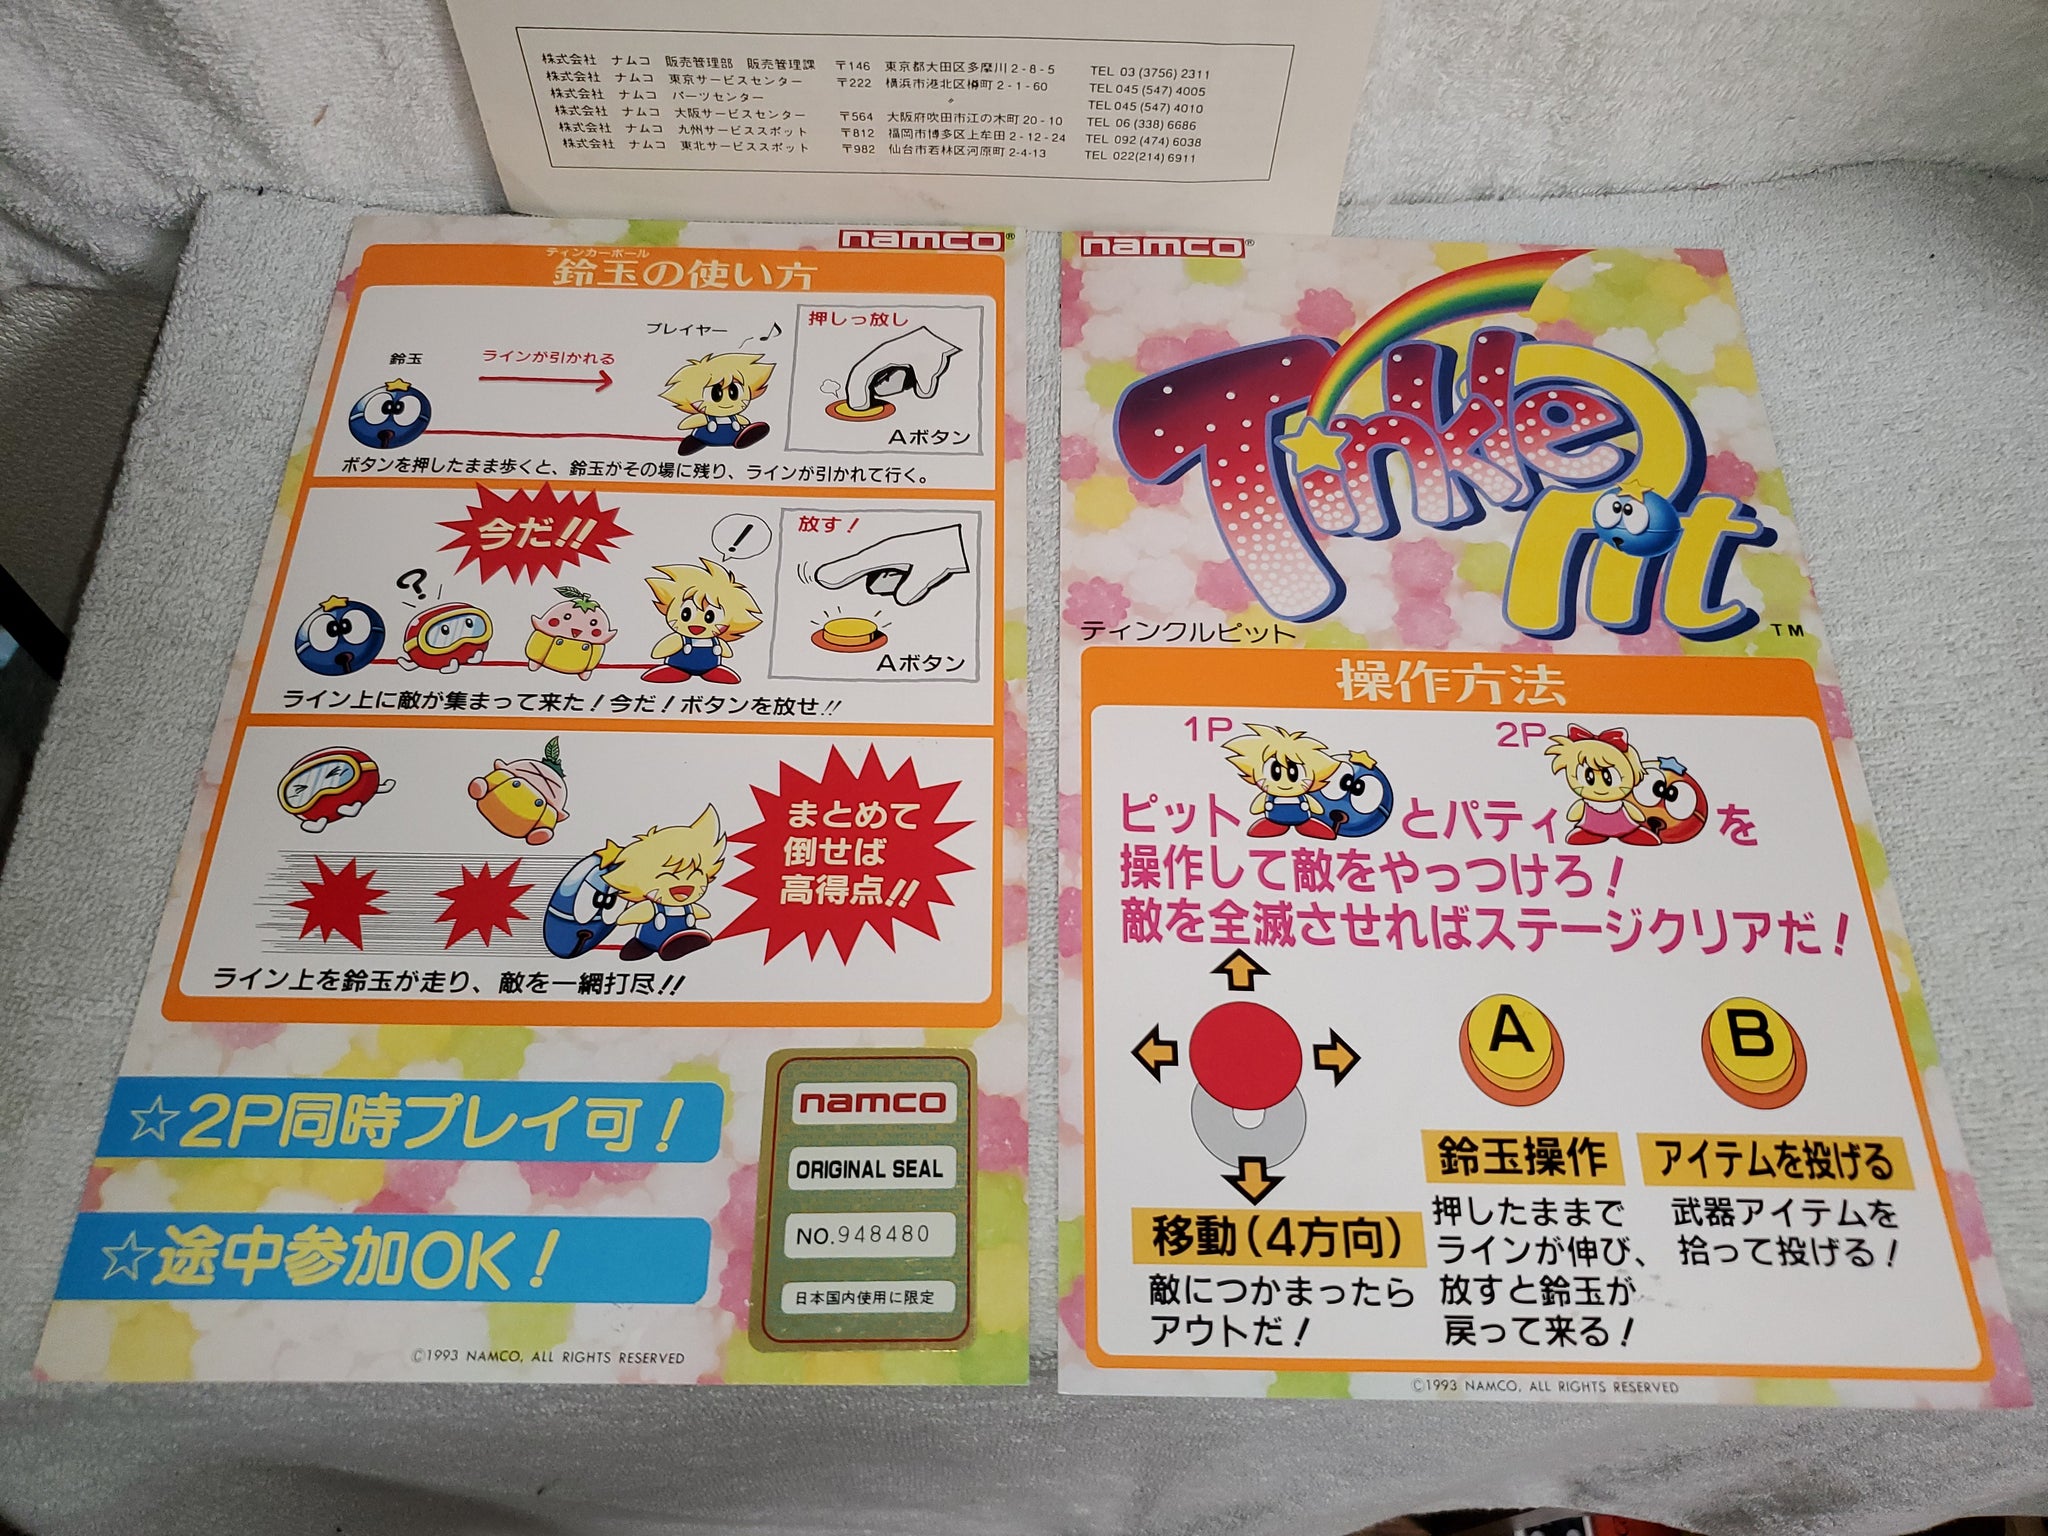 株式会社 ナムコ 販売管理部 販売管理課 〒146 東京都大田区多摩川2-8-5 TEL 03(3756)2311
株式会社 ナムコ 東京サービスセンター 〒222 横浜市港北区樽町2-1-60 TEL 045(547)4005
株式会社 ナムコ パーツセンター 〃 TEL 045(547)4010
株式会社 ナムコ 大阪サービスセンター 〒564 大阪府吹田市江の木町20-10 TEL 06(338)6686
株式会社 ナムコ 九州サービススポット 〒812 福岡市博多区上牟田2-12-24 TEL 092(474)6038
株式会社 ナムコ 東北サービススポット 〒982 仙台市若林区河原町2-4-13 TEL 022(214)6911
namco®
ティンカーボール
鈴玉の使い方
鈴玉
ラインが引かれる
プレイヤー
押しっ放し
Aボタン
ボタンを押したまま歩くと、鈴玉がその場に残り、ラインが引かれて行く。
今だ!!
?
!
放す!
Aボタン
ライン上に敵が集まって来た!今だ!ボタンを放せ!!
まとめて
倒せば
高得点!!
ライン上を鈴玉が走り、敵を一網打尽!!
☆2P同時プレイ可!
☆途中参加OK!
namco
ORIGINAL SEAL
NO.948480
日本国内使用に限定
©1993 NAMCO, ALL RIGHTS RESERVED
namco®
Tinkle Pit
TM
ティンクルピット
操作方法
1P 2P
ピットとパティを
操作して敵をやっつけろ!
敵を全滅させればステージクリアだ!
A
B
移動(4方向)
敵につかまったら
アウトだ!
鈴玉操作
押したままで
ラインが伸び、
放すと鈴玉が
戻って来る!
アイテムを投げる
武器アイテムを
拾って投げる!
©1993 NAMCO, ALL RIGHTS RESERVED